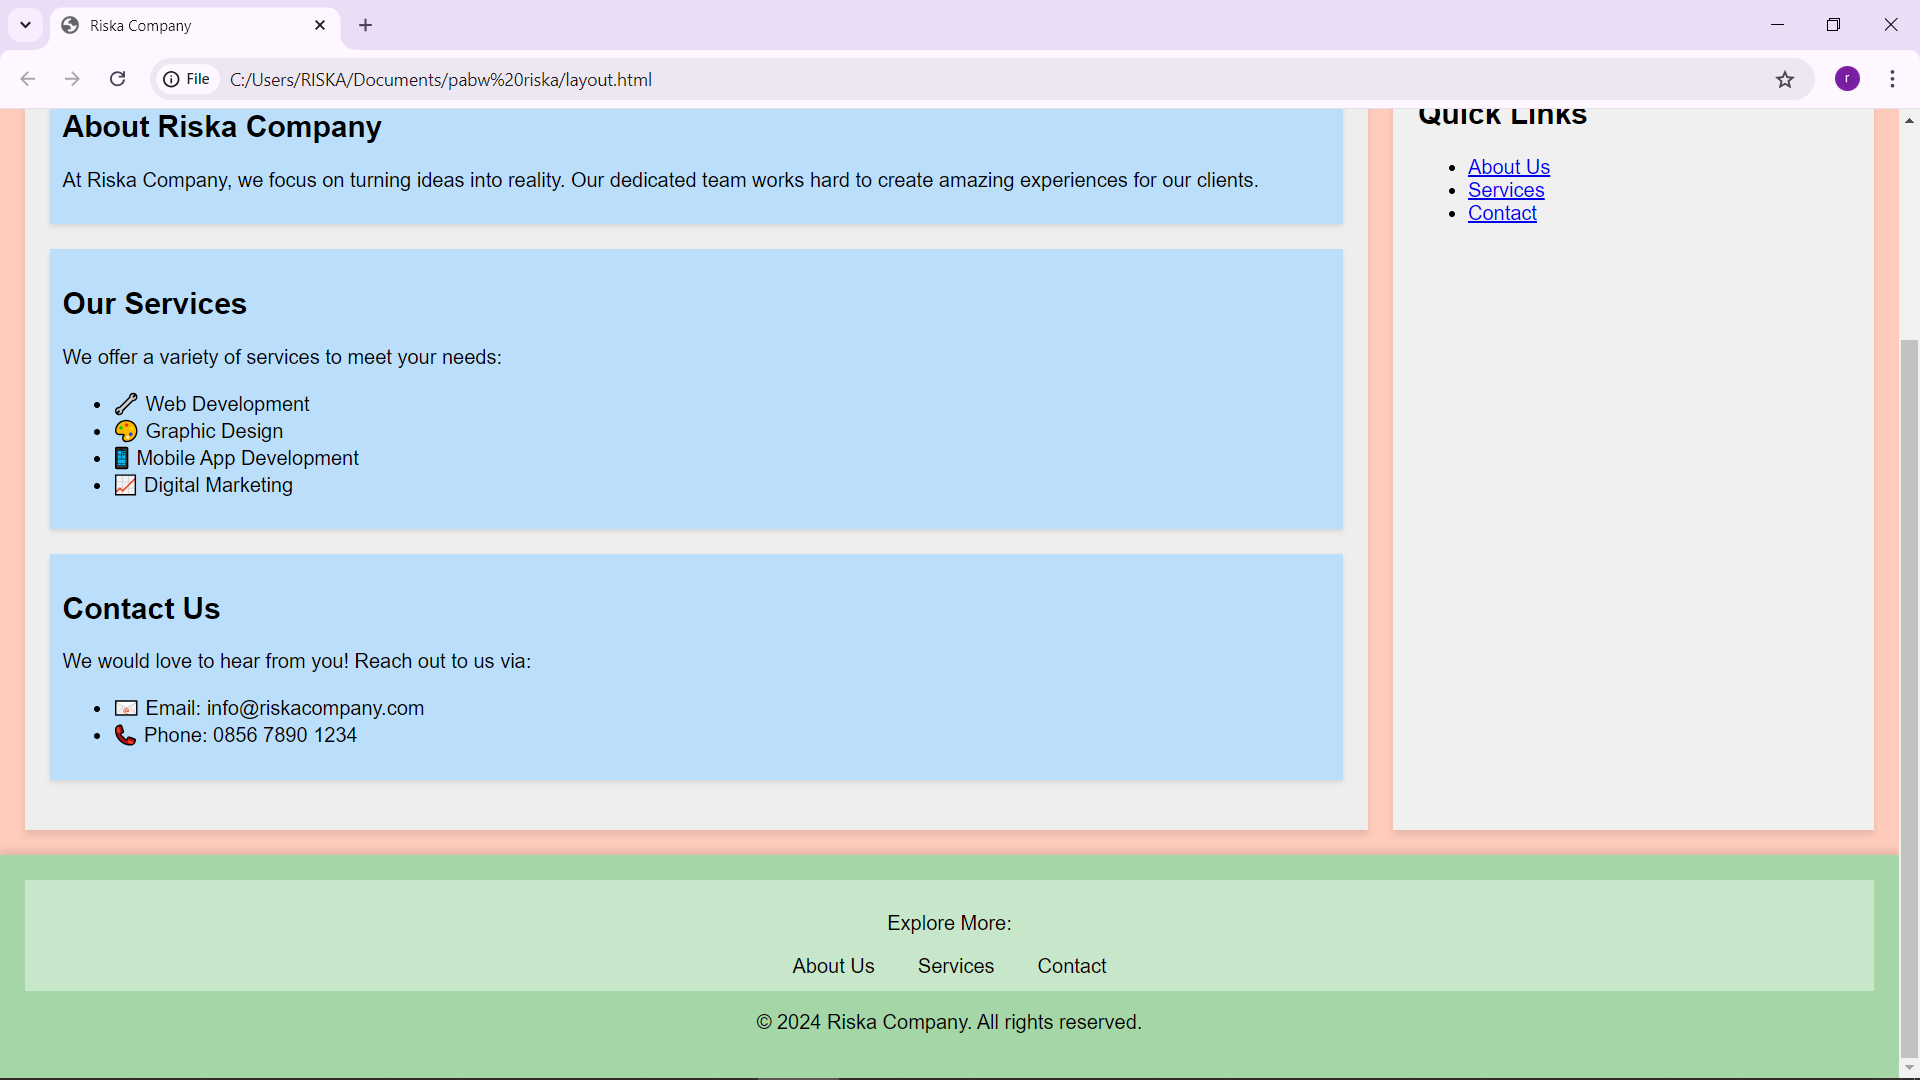 Riska Company
File
C:/Users/RISKA/Documents/pabw%20riska/layout.html
r
About Riska Company
At Riska Company, we focus on turning ideas into reality. Our dedicated team works hard to create amazing experiences for our clients.
Our Services
We offer a variety of services to meet your needs:
Web Development
Graphic Design
Mobile App Development
Digital Marketing
Contact Us
We would love to hear from you! Reach out to us via:
Email: info@riskacompany.com
Phone: 0856 7890 1234
Quick Links
About Us
Services
Contact
Explore More:
About Us Services Contact
© 2024 Riska Company. All rights reserved.